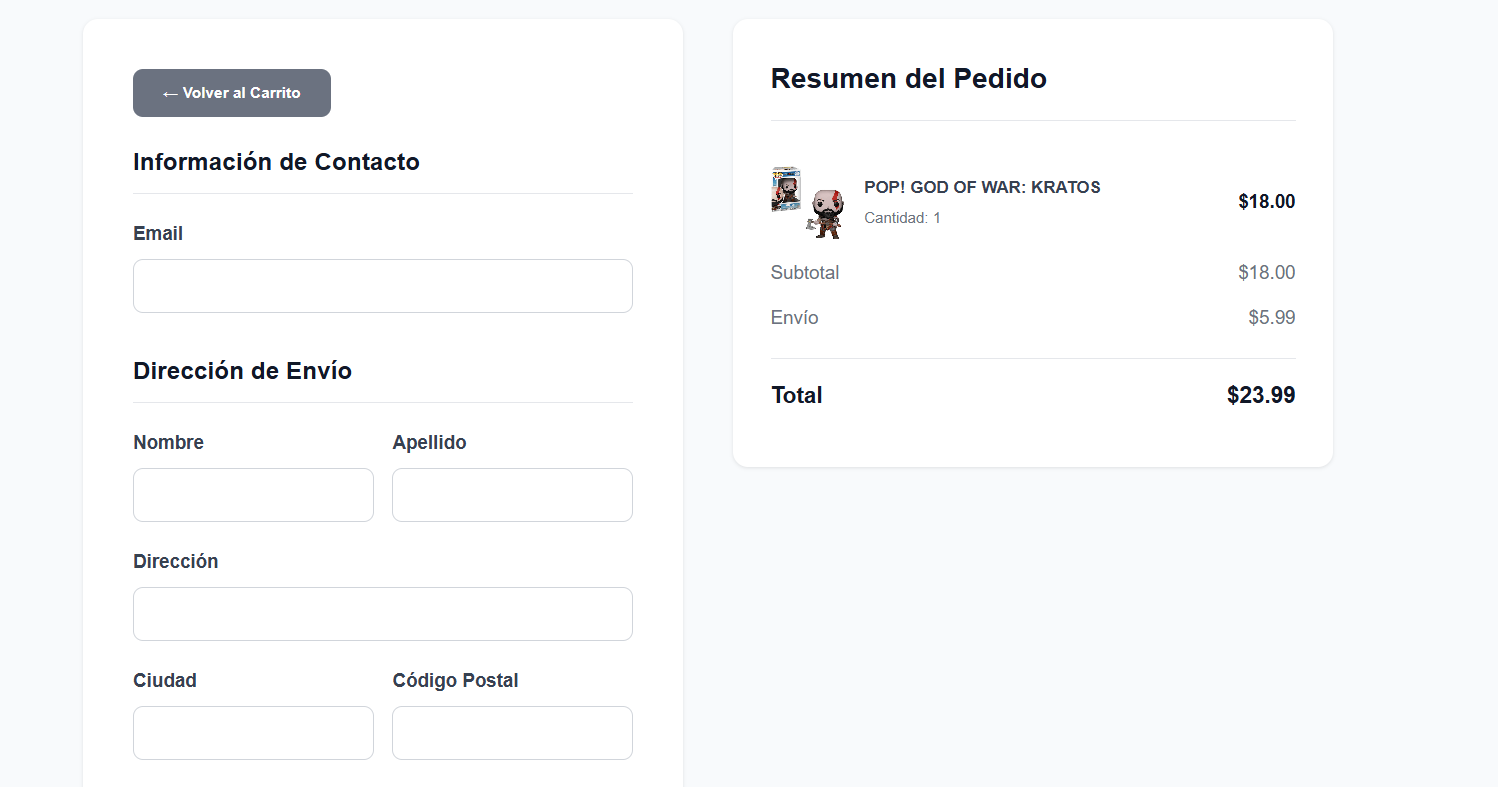 ← Volver al Carrito
Información de Contacto
Email
Dirección de Envío
Nombre Apellido
Dirección
Ciudad Código Postal
Resumen del Pedido
POP! GOD OF WAR: KRATOS
$18.00
Cantidad: 1
Subtotal $18.00
Envío $5.99
Total $23.99